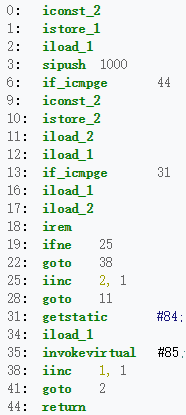 0: iconst_2
1: istore_1
2: iload_1
3: sipush 1000
6: if_icmpge 44
9: iconst_2
10: istore_2
11: iload_2
12: iload_1
13: if_icmpge 31
16: iload_1
17: iload_2
18: irem
19: ifne 25
22: goto 38
25: iinc 2, 1
28: goto 11
31: getstatic #84;
34: iload_1
35: invokevirtual #85
38: iinc 1, 1
41: goto 2
44: return